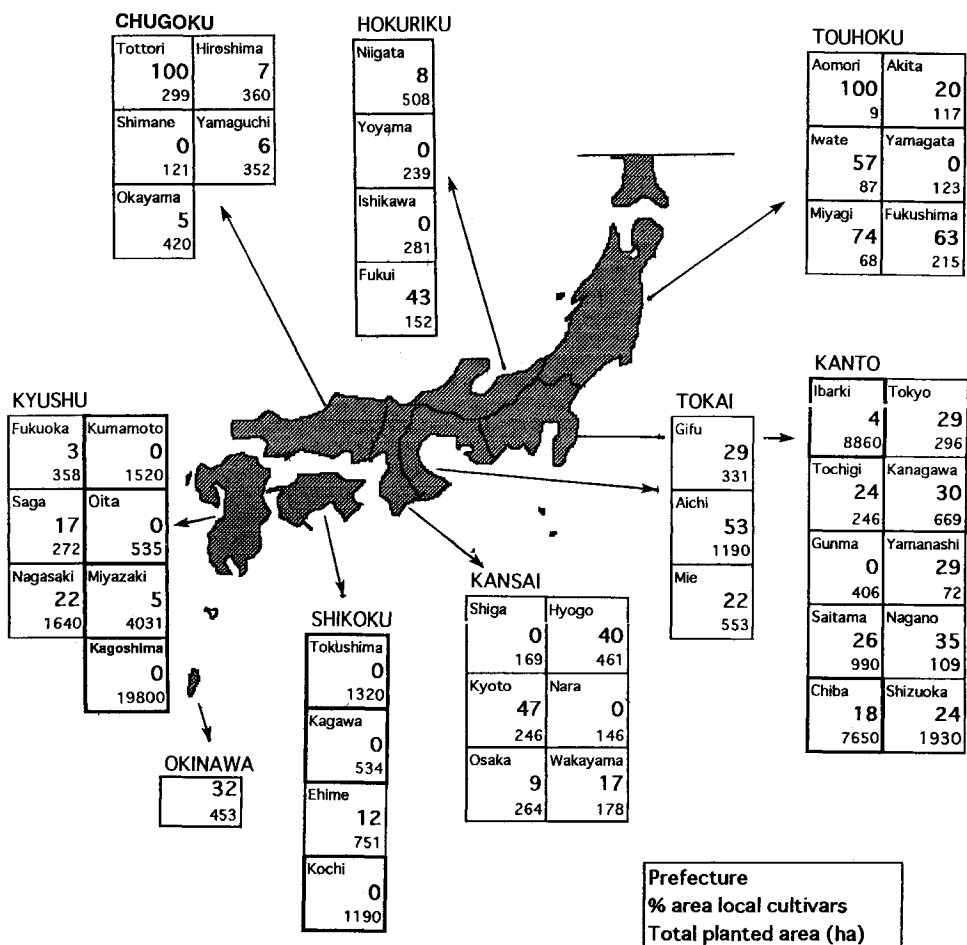 CHUGOKU
Tottori Hiroshima
100 7
299 360
Shimane Yamaguchi
0 6
121 352
Okayama
5
420
HOKURIKU
Niigata
8
508
Yoyama
0
239
Ishikawa
0
281
Fukui
43
152
TOUHOKU
Aomori Akita
100 20
9 117
Iwate Yamagata
57 0
87 123
Miyagi Fukushima
74 63
68 215
KYUSHU
Fukuoka Kumamoto
3 0
358 1520
Saga Oita
17 0
272 535
Nagasaki Miyazaki
22 5
1640 4031
Kagoshima
0
19800
OKINAWA
32
453
SHIKOKU
Tokushima
0
1320
Kagawa
0
534
Ehime
12
751
Kochi
0
1190
KANSAI
Shiga Hyogo
0 40
169 461
Kyoto Nara
47 0
246 146
Osaka Wakayama
9 17
264 178
TOKAI
Gifu
29
331
Aichi
53
1190
Mie
22
553
KANTO
Ibarki Tokyo
4 29
8860 296
Tochigi Kanagawa
24 30
246 669
Gunma Yamanashi
0 29
406 72
Saitama Nagano
26 35
990 109
Chiba Shizuoka
18 24
7650 1930
Prefecture
% area local cultivars
Total planted area (ha)